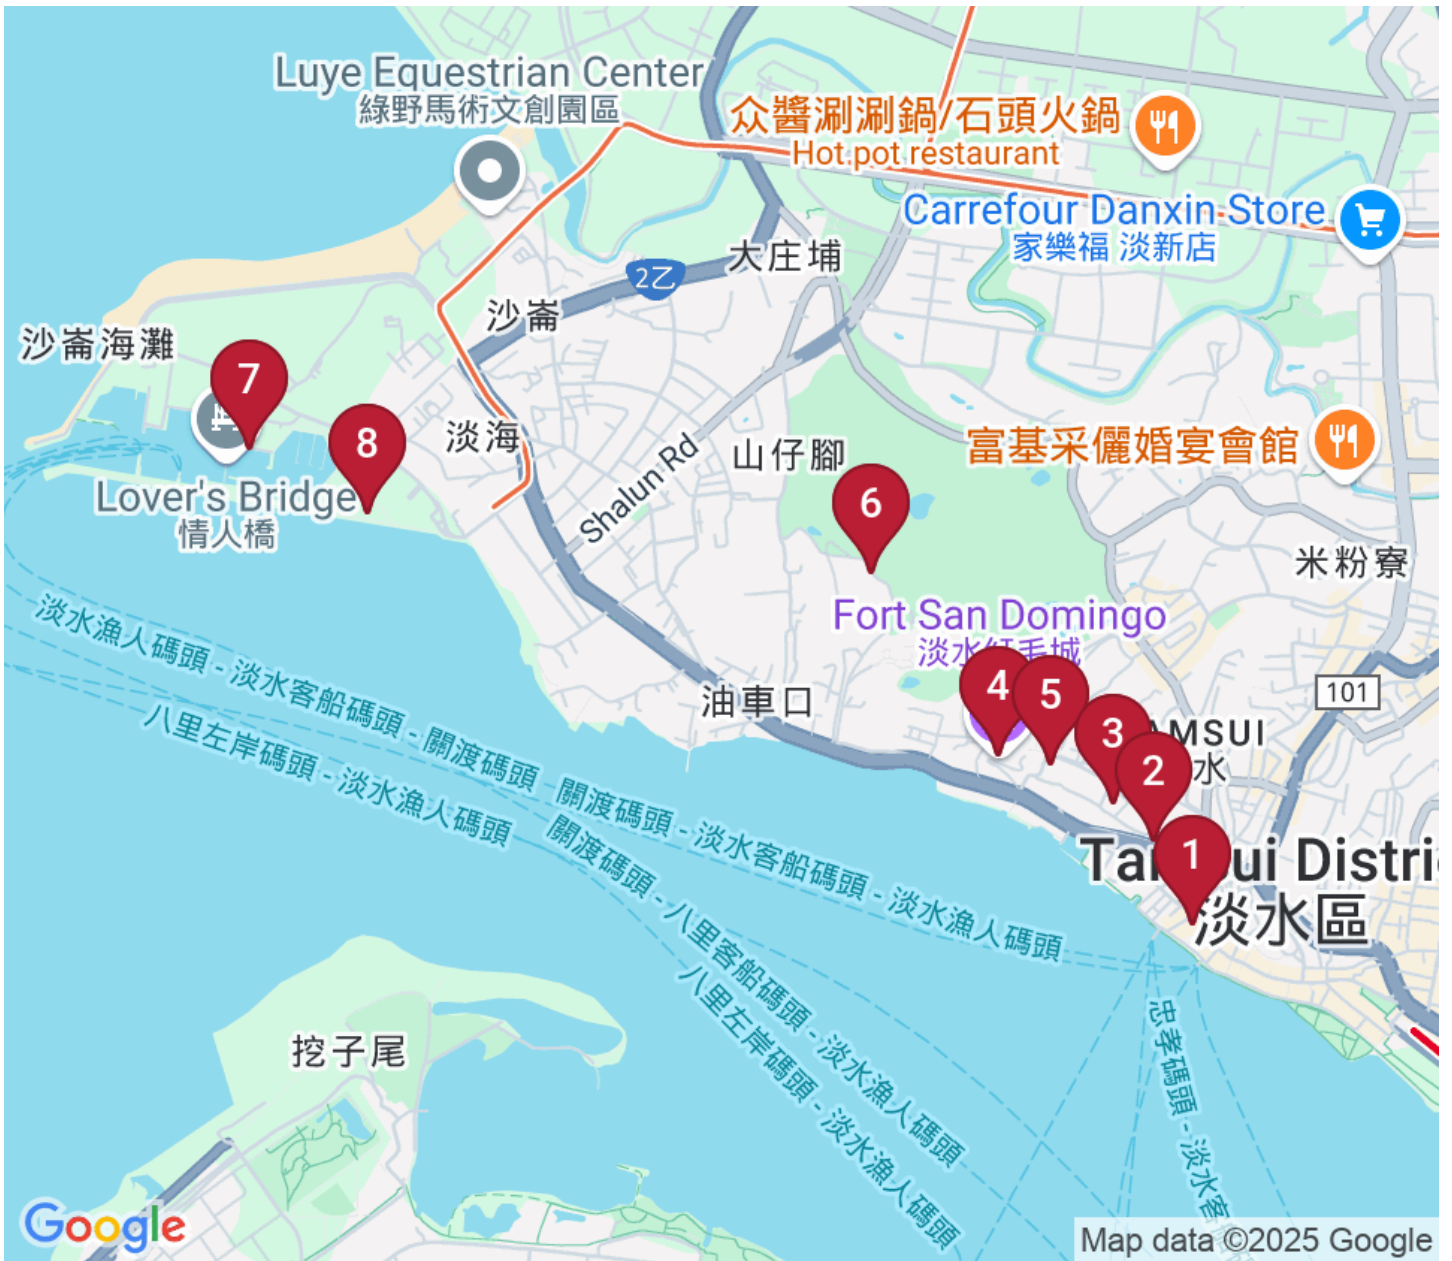 Luye Equestrian Center
綠野馬術文創園區
众醬涮涮鍋/石頭火鍋
Hot pot restaurant
Carrefour Danxin Store
家樂福 淡新店
大庄埔
2乙
沙崙
沙崙海灘
7
淡海
8
Lover's Bridge
情人橋
Shalun Rd
山仔腳
富基采儷婚宴會館
6
米粉寮
Fort San Domingo
淡水紅毛城
淡水漁人碼頭 - 淡水客船碼頭 - 關渡碼頭
八里左岸碼頭 - 淡水漁人碼頭
油車口
101
4
5
3
AMSUI
水
2
關渡碼頭 - 淡水客船碼頭 - 淡水漁人碼頭
關渡碼頭 - 八里客船碼頭 - 淡水漁人碼頭
八里左岸碼頭 - 淡水漁人碼頭
1
Ta sui Distri
淡水區
忠孝碼頭 - 淡水客
挖子尾
Google
Map data ©2025 Google